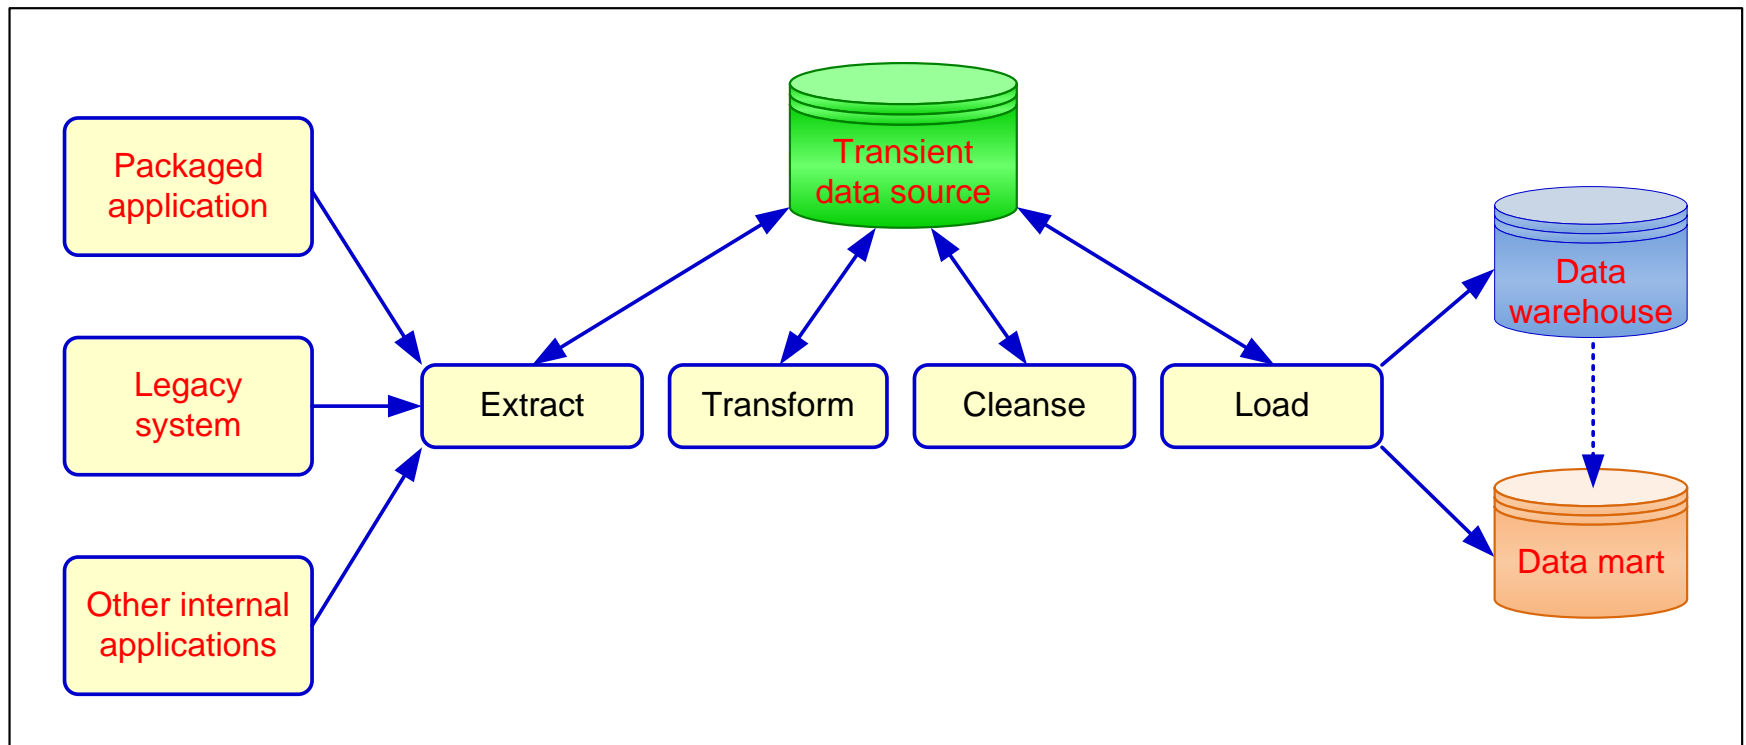 Packaged
application
Legacy
system
Other internal
applications
Transient
data source
Extract
Transform
Cleanse
Load
Data
warehouse
Data mart